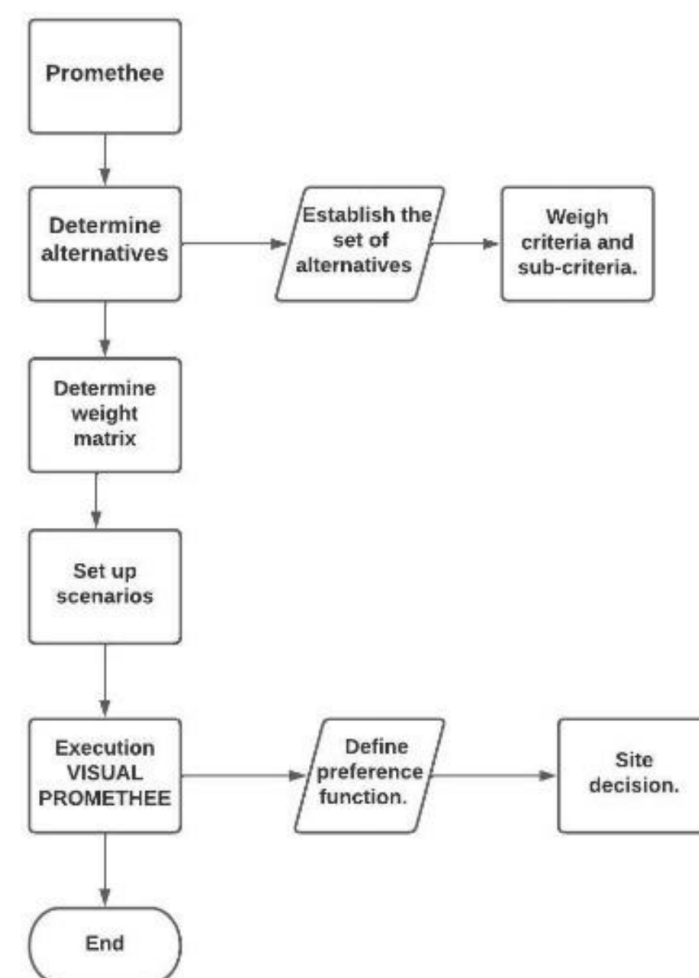 Promethee
Determine
alternatives
Establish the
set of
alternatives
Weigh
criteria and
sub-criteria.
Determine
weight
matrix
Set up
scenarios
Execution
VISUAL
PROMETHEE
Define
preference
function.
Site
decision.
End